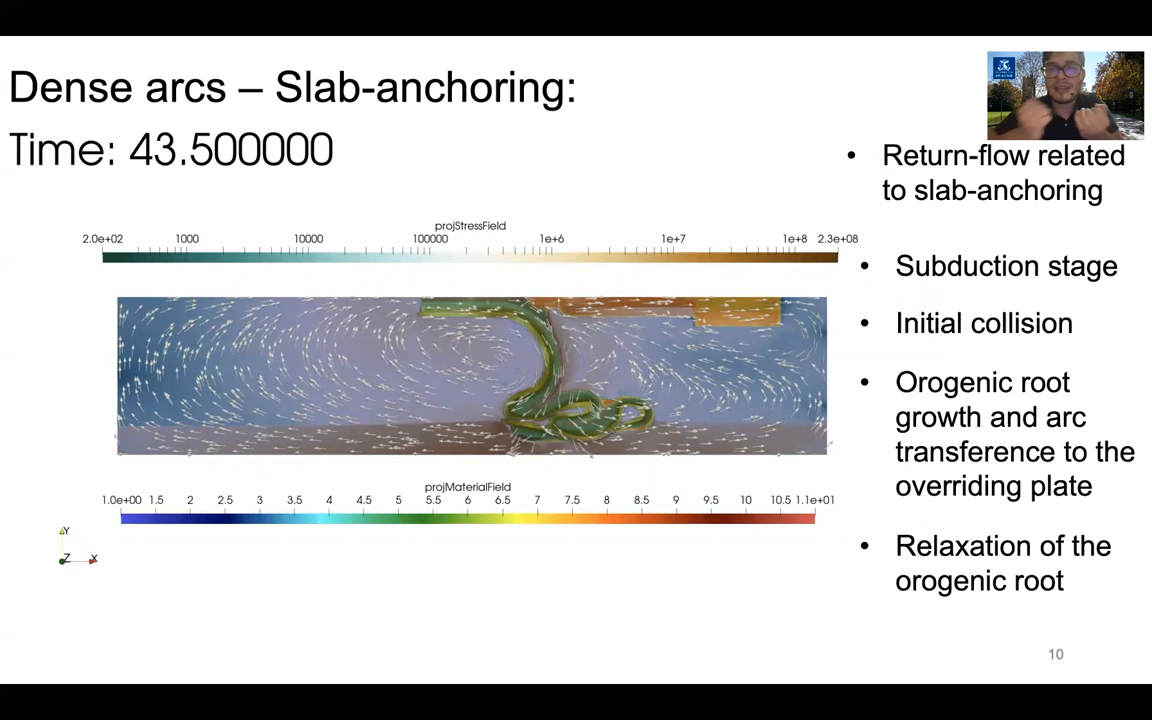 Dense arcs – Slab-anchoring:
Time: 43.500000
• Return-flow related
to slab-anchoring
projStressField
2.0e+02 1000 10000 100000 1e+6 1e+7 1e+8 2.3e+08
• Subduction stage
• Initial collision
• Orogenic root
growth and arc
transference to the
overriding plate
projMaterialField
1.0e+00 1.5 2 2.5 3 3.5 4 4.5 5 5.5 6 6.5 7 7.5 8 8.5 9 9.5 10 10.5 1.1e+01
Y
Z X
• Relaxation of the
orogenic root
10